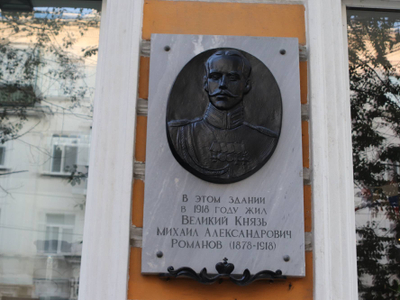 В ЭТОМ ЗДАНИИ
В 1918 ГОДУ ЖИЛ
ВЕЛИКИЙ КНЯЗЬ
МИХАИЛ АЛЕКСАНДРОВИЧ
РОМАНОВ (1878-1918)